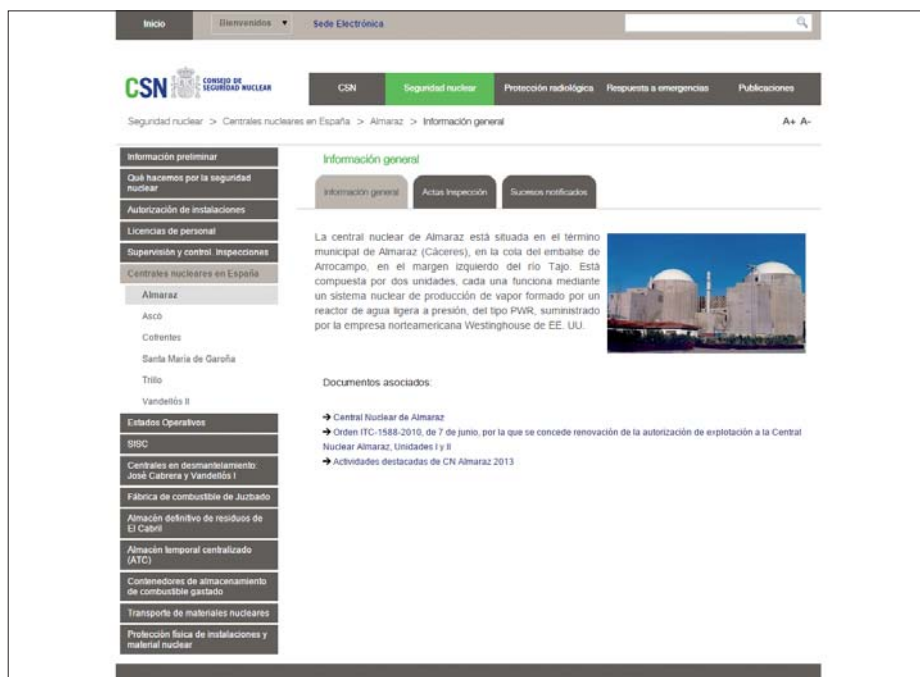 Inicio
Bienvenidos
Sede Electrónica
CSN
CONSEJO DE
SEGURIDAD NUCLEAR
CSN
Seguridad nuclear
Protección radiológica
Respuesta a emergencias
Publicaciones
Seguridad nuclear > Centrales nucleares en España > Almaraz > Información general
A+ A-
Información preliminar
Qué hacemos por la seguridad
nuclear
Autorización de instalaciones
Licencias de personal
Supervisión y control. Inspecciones
Centrales nucleares en España
Almaraz
Ascó
Cofrentes
Santa María de Garoña
Trillo
Vandellós II
Estados Operativos
SISC
Centrales en desmantelamiento:
José Cabrera y Vandellós I
Fábrica de combustible de Juzbado
Almacén definitivo de residuos de
El Cabril
Almacén temporal centralizado
(ATC)
Contenedores de almacenamiento
de combustible gastado
Transporte de materiales nucleares
Protección física de instalaciones y
material nuclear
Información general
Información general
Actas Inspección
Sucesos notificados
La central nuclear de Almaraz está situada en el término
municipal de Almaraz (Cáceres), en la cola del embalse de
Arrocampo, en el margen izquierdo del río Tajo. Está
compuesta por dos unidades, cada una funciona mediante
un sistema nuclear de producción de vapor formado por un
reactor de agua ligera a presión, del tipo PWR, suministrado
por la empresa norteamericana Westinghouse de EE. UU.
Documentos asociados:
➔ Central Nuclear de Almaraz
➔ Orden ITC-1588-2010, de 7 de junio, por la que se concede renovación de la autorización de explotación a la Central
Nuclear Almaraz, Unidades I y II
➔ Actividades destacadas de CN Almaraz 2013